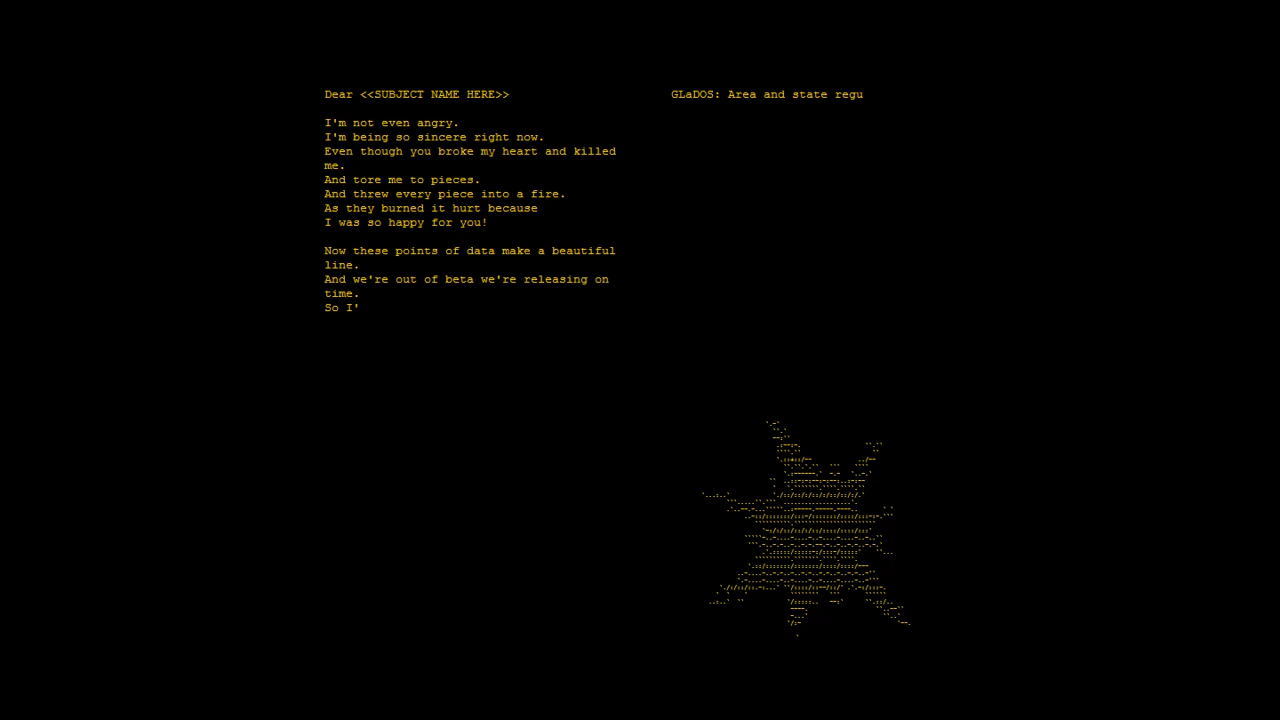 Dear <<SUBJECT NAME HERE>>
I'm not even angry.
I'm being so sincere right now.
Even though you broke my heart and killed
me.
And tore me to pieces.
And threw every piece into a fire.
As they burned it hurt because
I was so happy for you!
Now these points of data make a beautiful
line.
And we're out of beta we're releasing on
time.
So I'
GLaDOS: Area and state regu